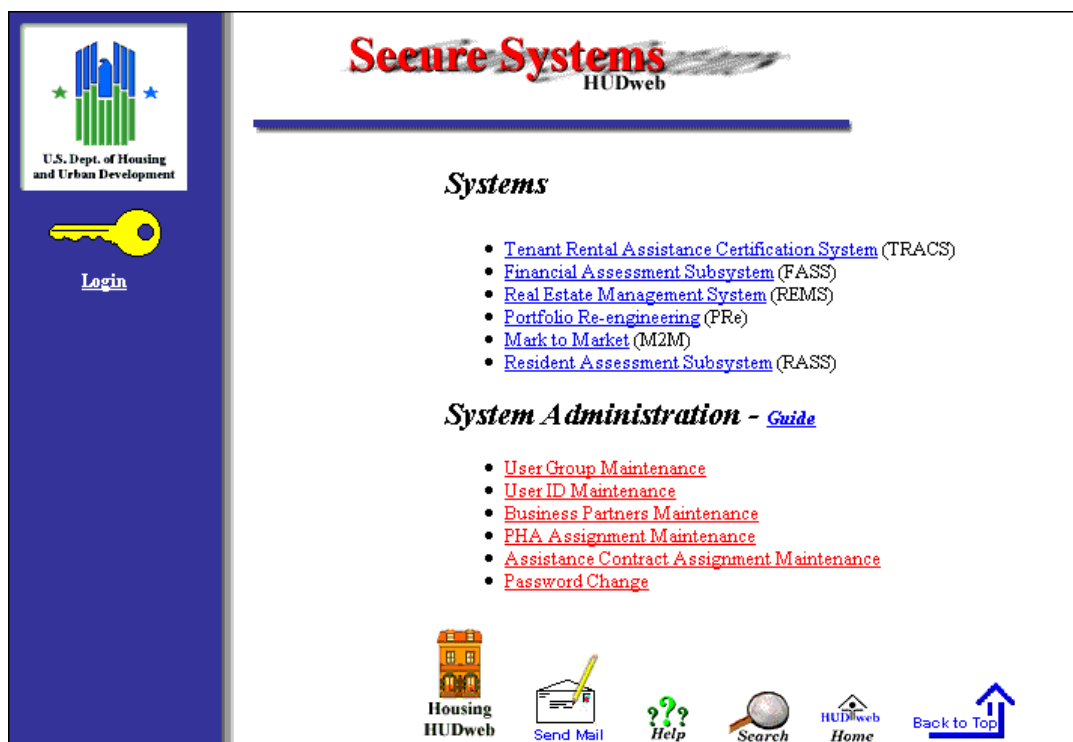 U.S. Dept. of Housing
and Urban Development
Login
Secure Systems
HUDweb
Systems
Tenant Rental Assistance Certification System (TRACS)
Financial Assessment Subsystem (FASS)
Real Estate Management System (REMS)
Portfolio Re-engineering (PRe)
Mark to Market (M2M)
Resident Assessment Subsystem (RASS)
System Administration - Guide
User Group Maintenance
User ID Maintenance
Business Partners Maintenance
PHA Assignment Maintenance
Assistance Contract Assignment Maintenance
Password Change
Housing
HUDweb
Send Mail
???
Help
Search
HUDweb
Home
Back to Top